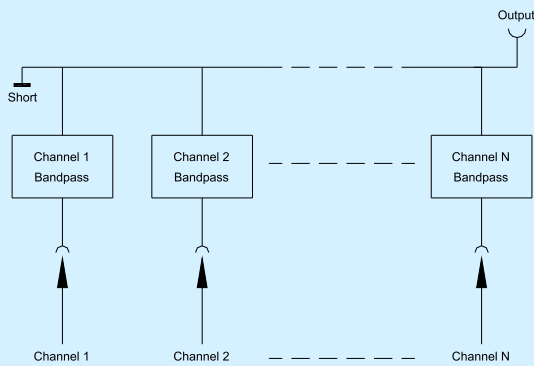 Output
Short
Channel 1
Bandpass
Channel 2
Bandpass
Channel N
Bandpass
Channel 1
Channel 2
Channel N